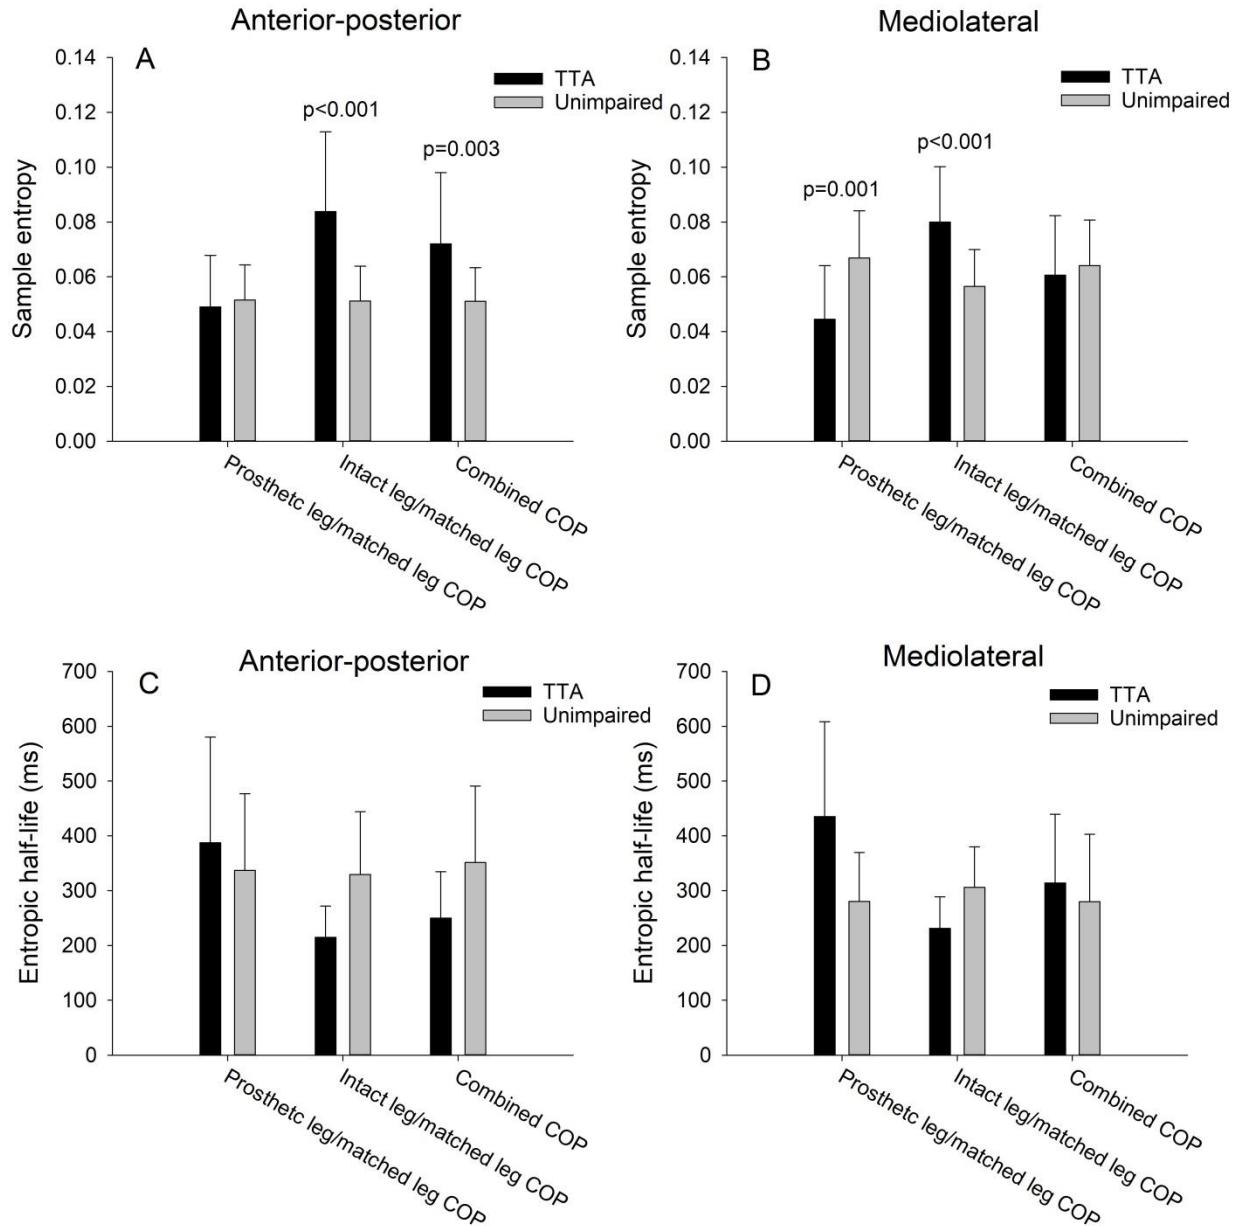 Anterior-posterior
A
0.14
0.12
0.10
0.08
0.06
0.04
0.02
0.00
Sample entropy
TTA
Unimpaired
p<0.001
p=0.003
Prosthetc leg/matched leg COP
Intact leg/matched leg COP
Combined COP
Mediolateral
B
0.14
0.12
0.10
0.08
0.06
0.04
0.02
0.00
Sample entropy
TTA
Unimpaired
p=0.001
p<0.001
Prosthetc leg/matched leg COP
Intact leg/matched leg COP
Combined COP
Anterior-posterior
C
700
600
500
400
300
200
100
0
Entropic half-life (ms)
TTA
Unimpaired
Prosthetc leg/matched leg COP
Intact leg/matched leg COP
Combined COP
Mediolateral
D
700
600
500
400
300
200
100
0
Entropic half-life (ms)
TTA
Unimpaired
Prosthetc leg/matched leg COP
Intact leg/matched leg COP
Combined COP